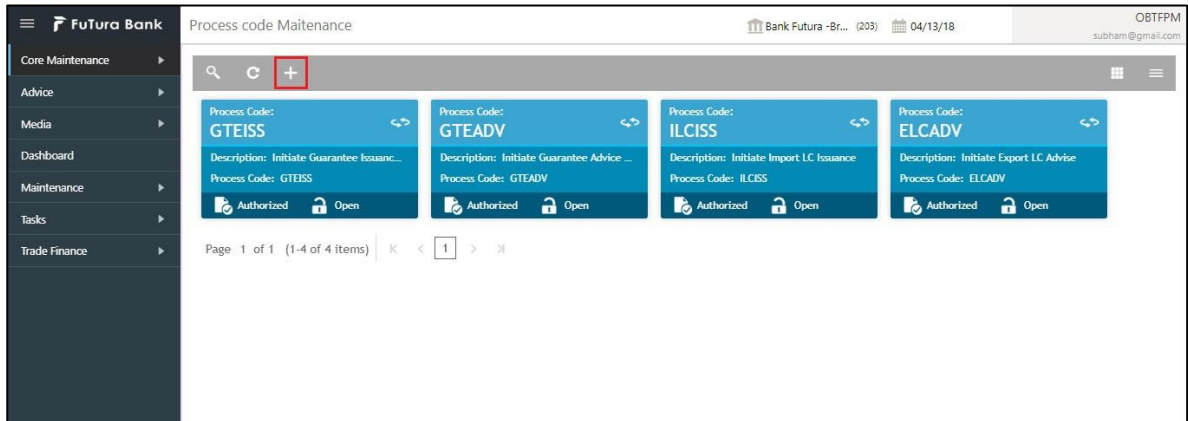 FuTura Bank
Process code Maitenance
Bank Futura -Br... (203)
04/13/18
OBTFPM
subham@gmail.com
Core Maintenance
Advice
Media
Dashboard
Maintenance
Tasks
Trade Finance
Process Code:
GTEISS
Description: Initiate Guarantee Issuanc...
Process Code: GTEISS
Authorized Open
Process Code:
GTEADV
Description: Initiate Guarantee Advice ...
Process Code: GTEADV
Authorized Open
Process Code:
ILCISS
Description: Initiate Import LC Issuance
Process Code: ILCISS
Authorized Open
Process Code:
ELCADV
Description: Initiate Export LC Advise
Process Code: ELCADV
Authorized Open
Page 1 of 1 (1-4 of 4 items) 1